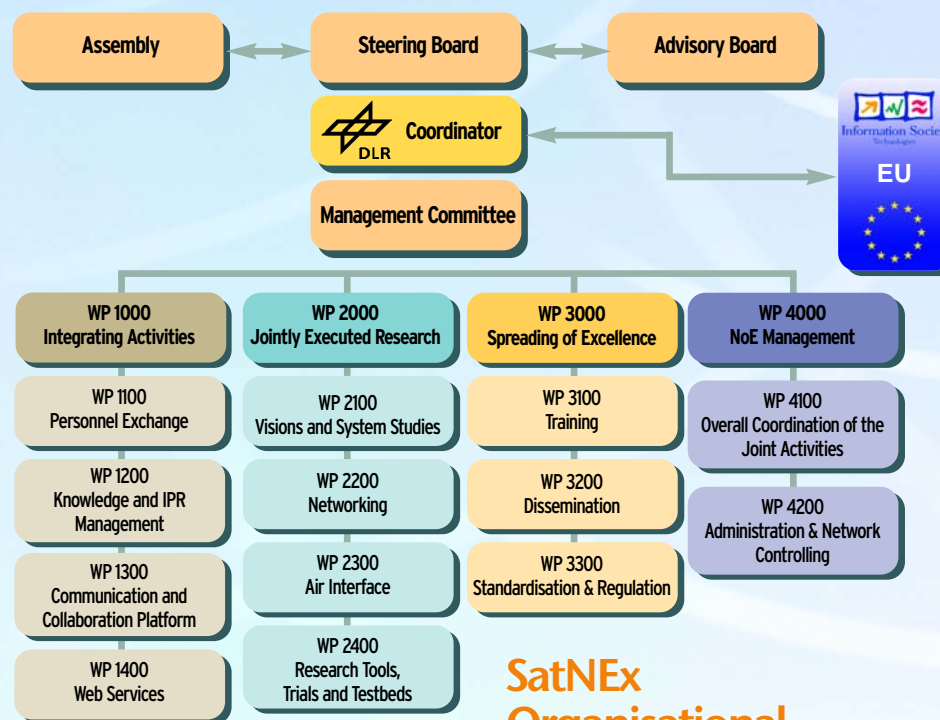 Assembly
Steering Board
Advisory Board
DLR
Coordinator
Information Socie
Technologies
EU
Management Committee
WP 1000
Integrating Activities
WP 1100
Personnel Exchange
WP 1200
Knowledge and IPR
Management
WP 1300
Communication and
Collaboration Platform
WP 1400
Web Services
WP 2000
Jointly Executed Research
WP 2100
Visions and System Studies
WP 2200
Networking
WP 2300
Air Interface
WP 2400
Research Tools,
Trials and Testbeds
WP 3000
Spreading of Excellence
WP 3100
Training
WP 3200
Dissemination
WP 3300
Standardisation & Regulation
WP 4000
NoE Management
WP 4100
Overall Coordination of the
Joint Activities
WP 4200
Administration & Network
Controlling
SatNEx
Organisational